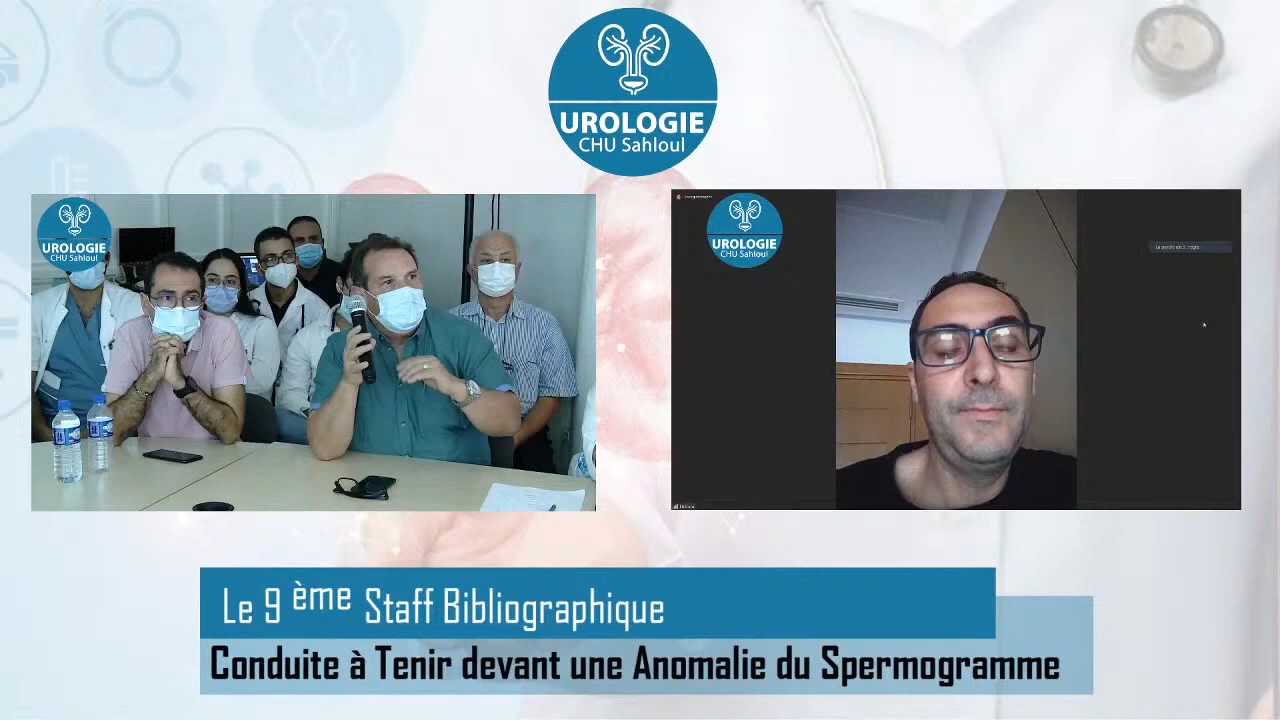 UROLOGIE
CHU Sahloul
UROLOGIE
CHU Sahloul
UROLOGIE
CHU Sahloul
Le 9 ème Staff Bibliographique
Conduite à Tenir devant une Anomalie du Spermogramme